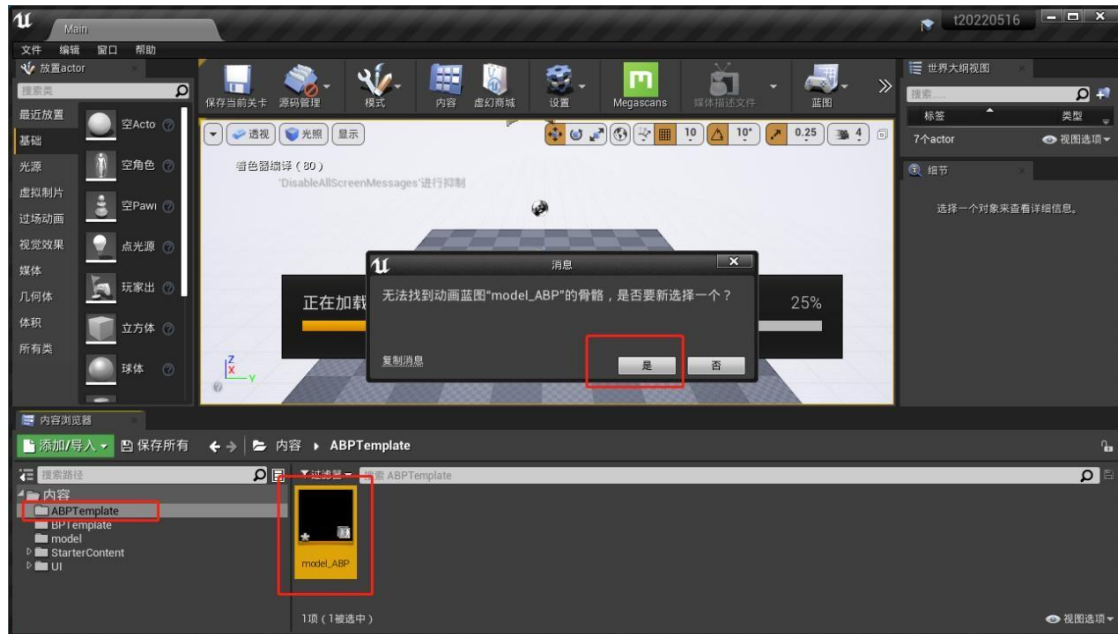 Main
t20220516
文件 编辑 窗口 帮助
放置actor
搜索类
最近放置
基础
光源
虚拟制片
过场动画
视觉效果
媒体
几何体
体积
所有类
空Acto
空角色
空Pawı
点光源
玩家出
立方体
球体
保存当前关卡 源码管理 模式 内容 虚幻商城 设置 Megascans 媒体描述文件 蓝图
透视 光照 显示 10 10° 0.25 4
着色器编译(80)
'DisableAllScreenMessages'进行抑制
正在加载
25%
消息
无法找到动画蓝图“model_ABP”的骨骼,是否要新选择一个?
复制消息
是 否
Z
X
Y
世界大纲视图
搜索......
标签 类型
7个actor 视图选项
细节
选择一个对象来查看详细信息。
内容浏览器
添加/导入 保存所有 内容 ABPTemplate
搜索路径
过滤器 搜索 ABPTemplate
内容
ABPTemplate
BPTemplate
model
StarterContent
UI
model_ABP
1项(1被选中) 视图选项